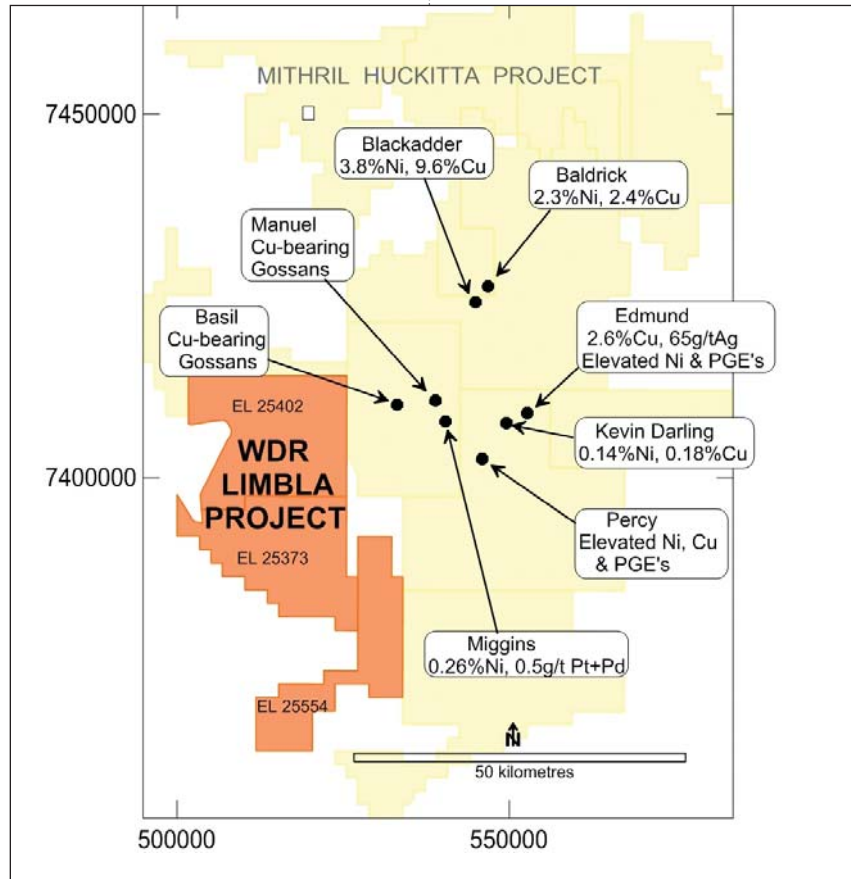 MITHRIL HUCKITTA PROJECT
7450000
Blackadder
3.8%Ni, 9.6%Cu
Baldrick
2.3%Ni, 2.4%Cu
Manuel
Cu-bearing
Gossans
Basil
Cu-bearing
Gossans
Edmund
2.6%Cu, 65g/tAg
Elevated Ni & PGE's
EL 25402
Kevin Darling
0.14%Ni, 0.18%Cu
WDR
LIMBLA
PROJECT
7400000
Percy
Elevated Ni, Cu
& PGE's
EL 25373
Miggins
0.26%Ni, 0.5g/t Pt+Pd
EL 25554
N
50 kilometres
500000
550000